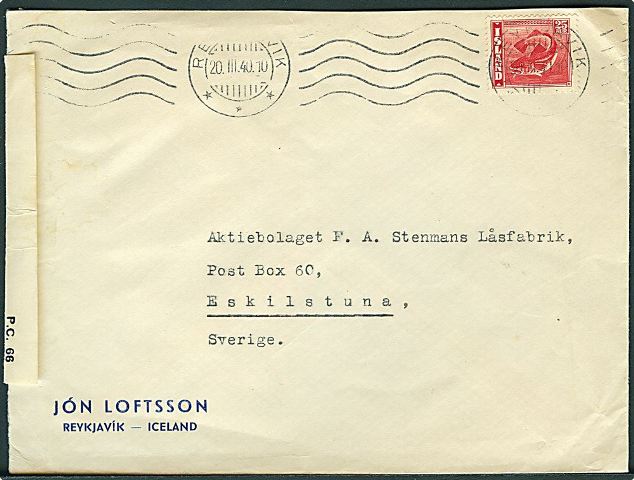 REYKJAVIK
20. III. 40. 10
ÍSLAND
25
Aktiebolaget F. A. Stenmans Låsfabrik,
Post Box 60,
Eskilstuna,
Sverige.
P.C. 66
JÓN LOFTSSON
REYKJAVÍK — ICELAND